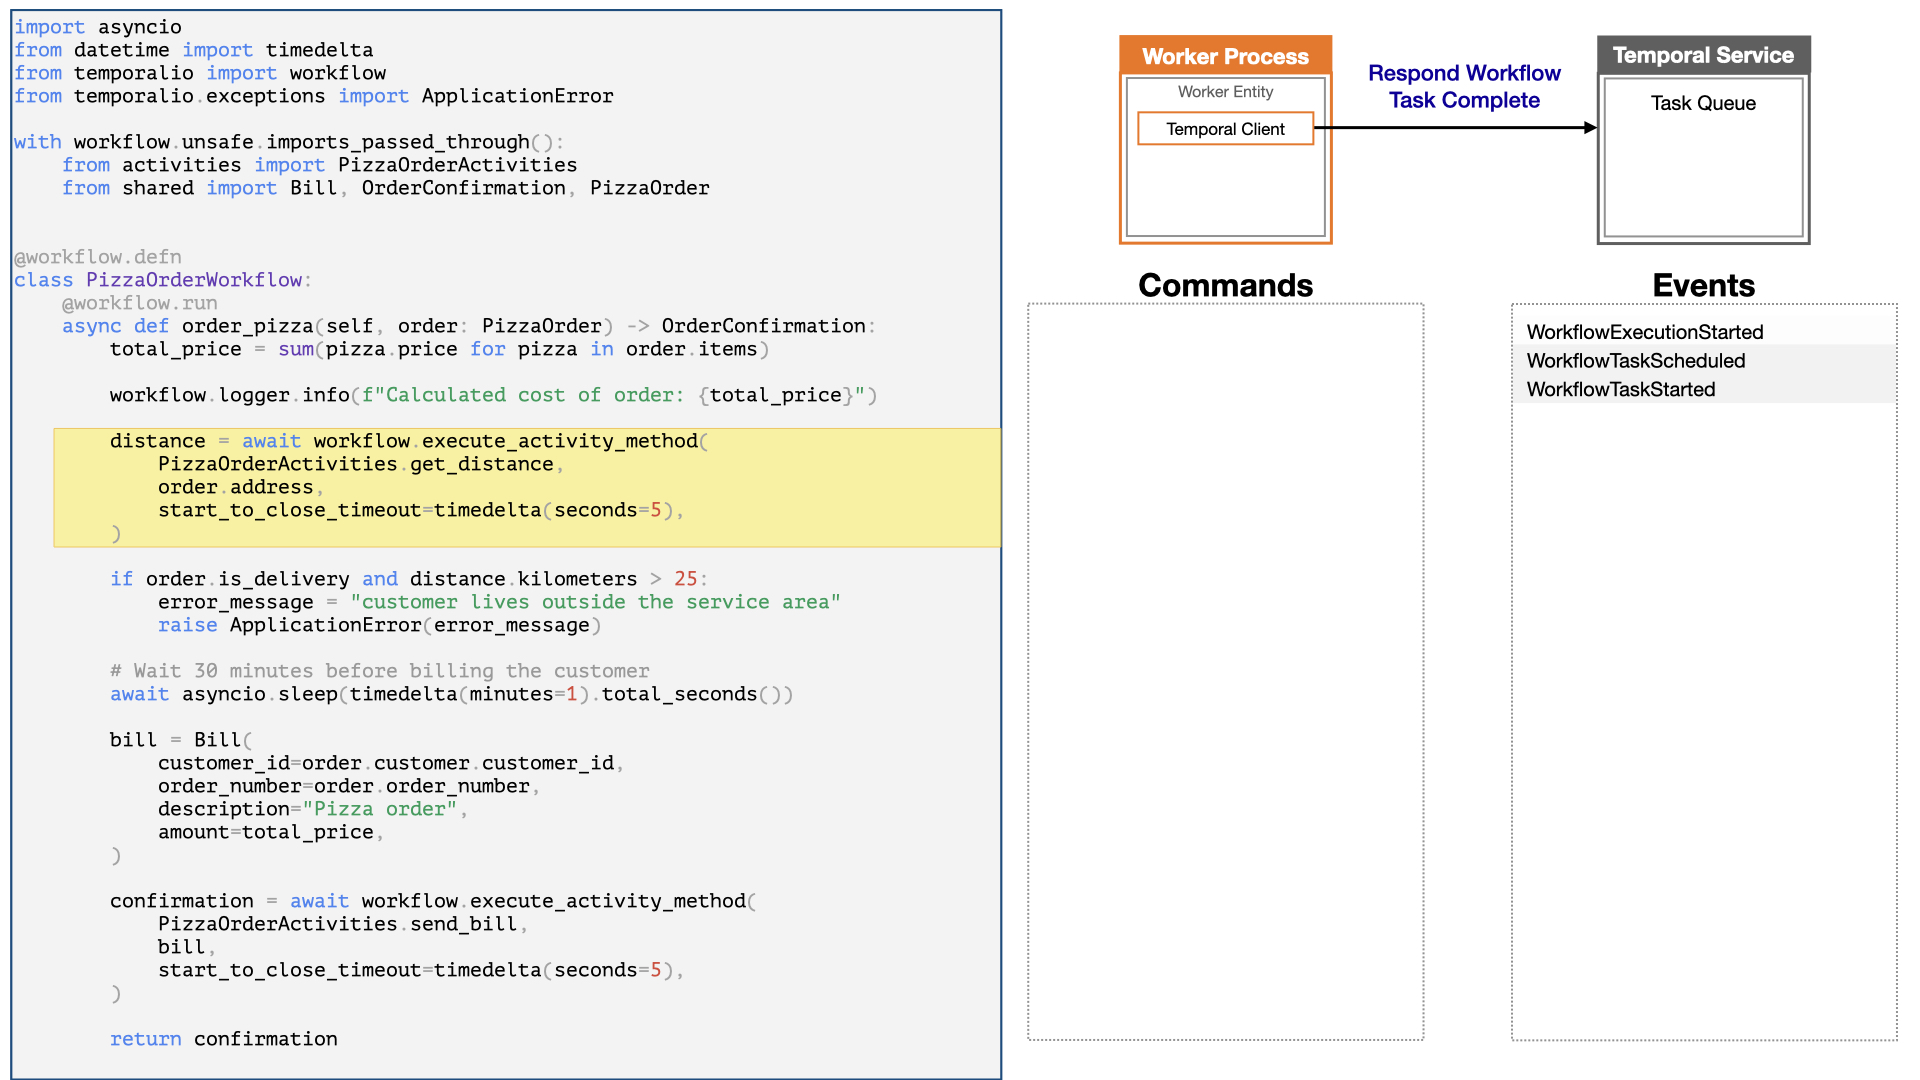 import asyncio
from datetime import timedelta
from temporalio import workflow
from temporalio.exceptions import ApplicationError

with workflow.unsafe.imports_passed_through():
    from activities import PizzaOrderActivities
    from shared import Bill, OrderConfirmation, PizzaOrder

@workflow.defn
class PizzaOrderWorkflow:
    @workflow.run
    async def order_pizza(self, order: PizzaOrder) -> OrderConfirmation:
        total_price = sum(pizza.price for pizza in order.items)

        workflow.logger.info(f"Calculated cost of order: {total_price}")

        distance = await workflow.execute_activity_method(
            PizzaOrderActivities.get_distance,
            order.address,
            start_to_close_timeout=timedelta(seconds=5),
        )

        if order.is_delivery and distance.kilometers > 25:
            error_message = "customer lives outside the service area"
            raise ApplicationError(error_message)

        # Wait 30 minutes before billing the customer
        await asyncio.sleep(timedelta(minutes=1).total_seconds())

        bill = Bill(
            customer_id=order.customer.customer_id,
            order_number=order.order_number,
            description="Pizza order",
            amount=total_price,
        )

        confirmation = await workflow.execute_activity_method(
            PizzaOrderActivities.send_bill,
            bill,
            start_to_close_timeout=timedelta(seconds=5),
        )

        return confirmation
Worker Process
Worker Entity
Temporal Client
Respond Workflow
Task Complete
Temporal Service
Task Queue
Commands
Events
WorkflowExecutionStarted
WorkflowTaskScheduled
WorkflowTaskStarted